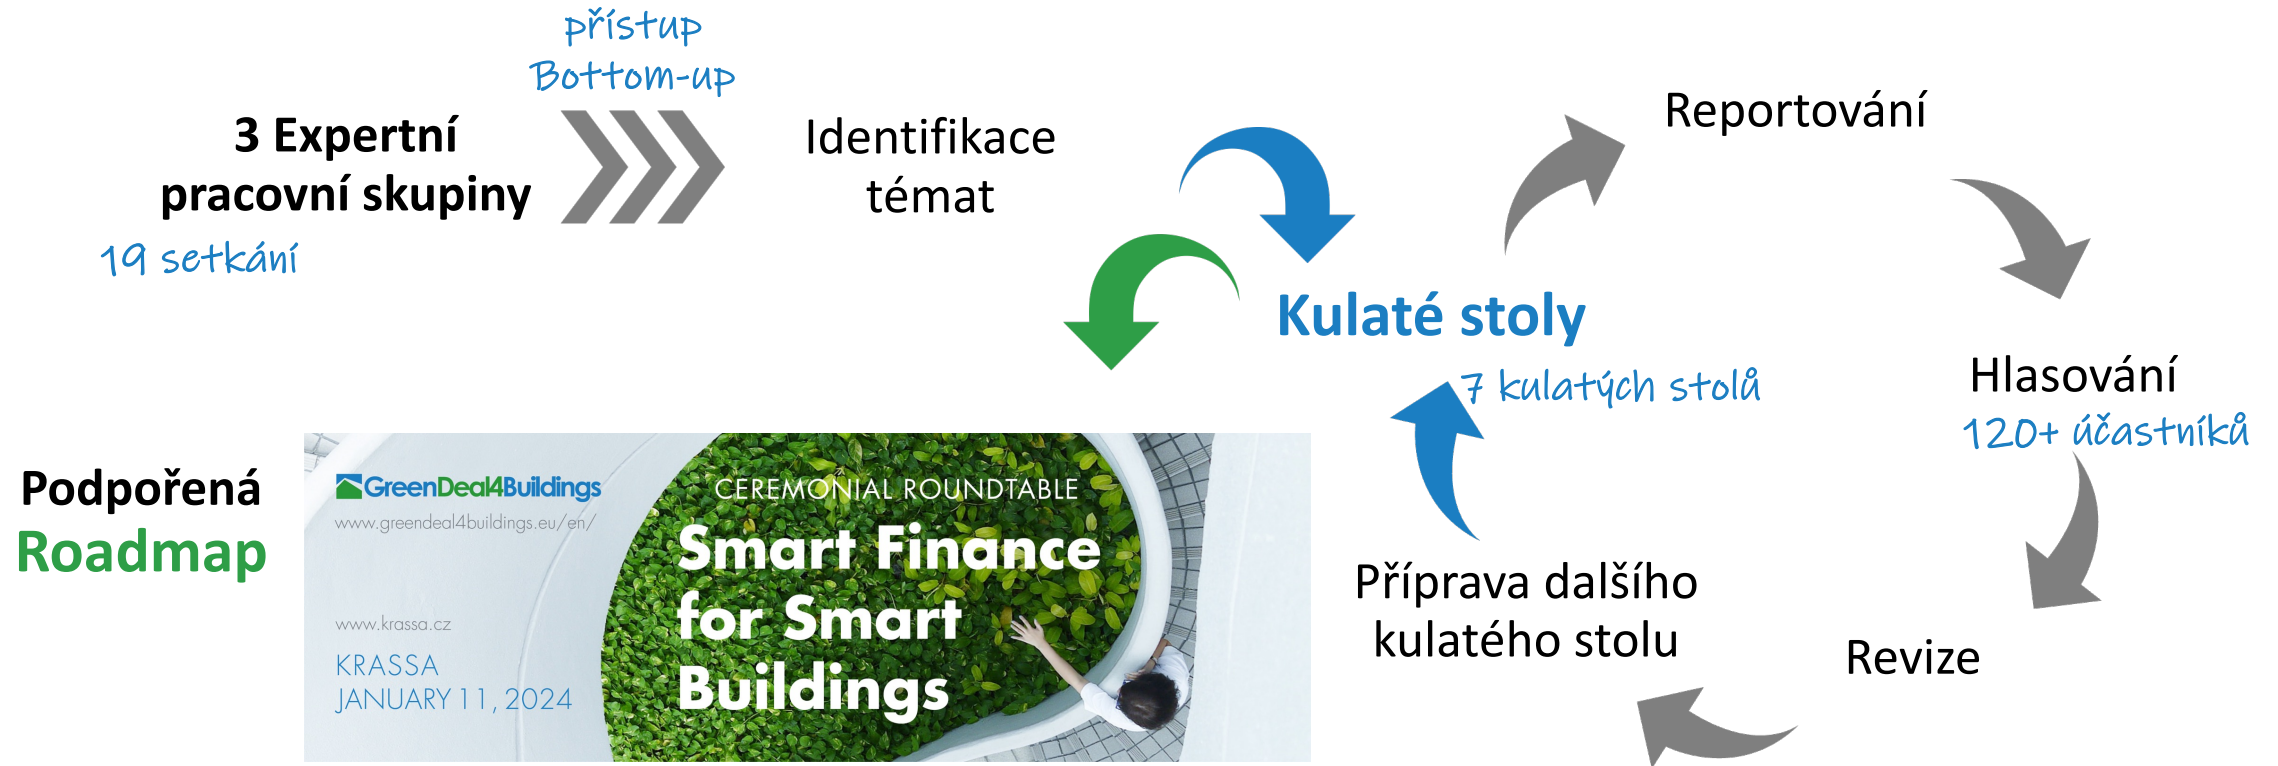 přístup
Bottom-up
3 Expertní
pracovní skupiny
19 setkání
Identifikace
témat
Kulaté stoly
7 kulatých stolů
Reportování
Hlasování
120+ účastníků
Revize
Příprava dalšího
kulatého stolu
Podpořená
Roadmap
GreenDeal4Buildings
www.greendeal4buildings.eu/en/
www.krassa.cz
KRASSA
JANUARY 11, 2024
CEREMONIAL ROUNDTABLE
Smart Finance
for Smart
Buildings